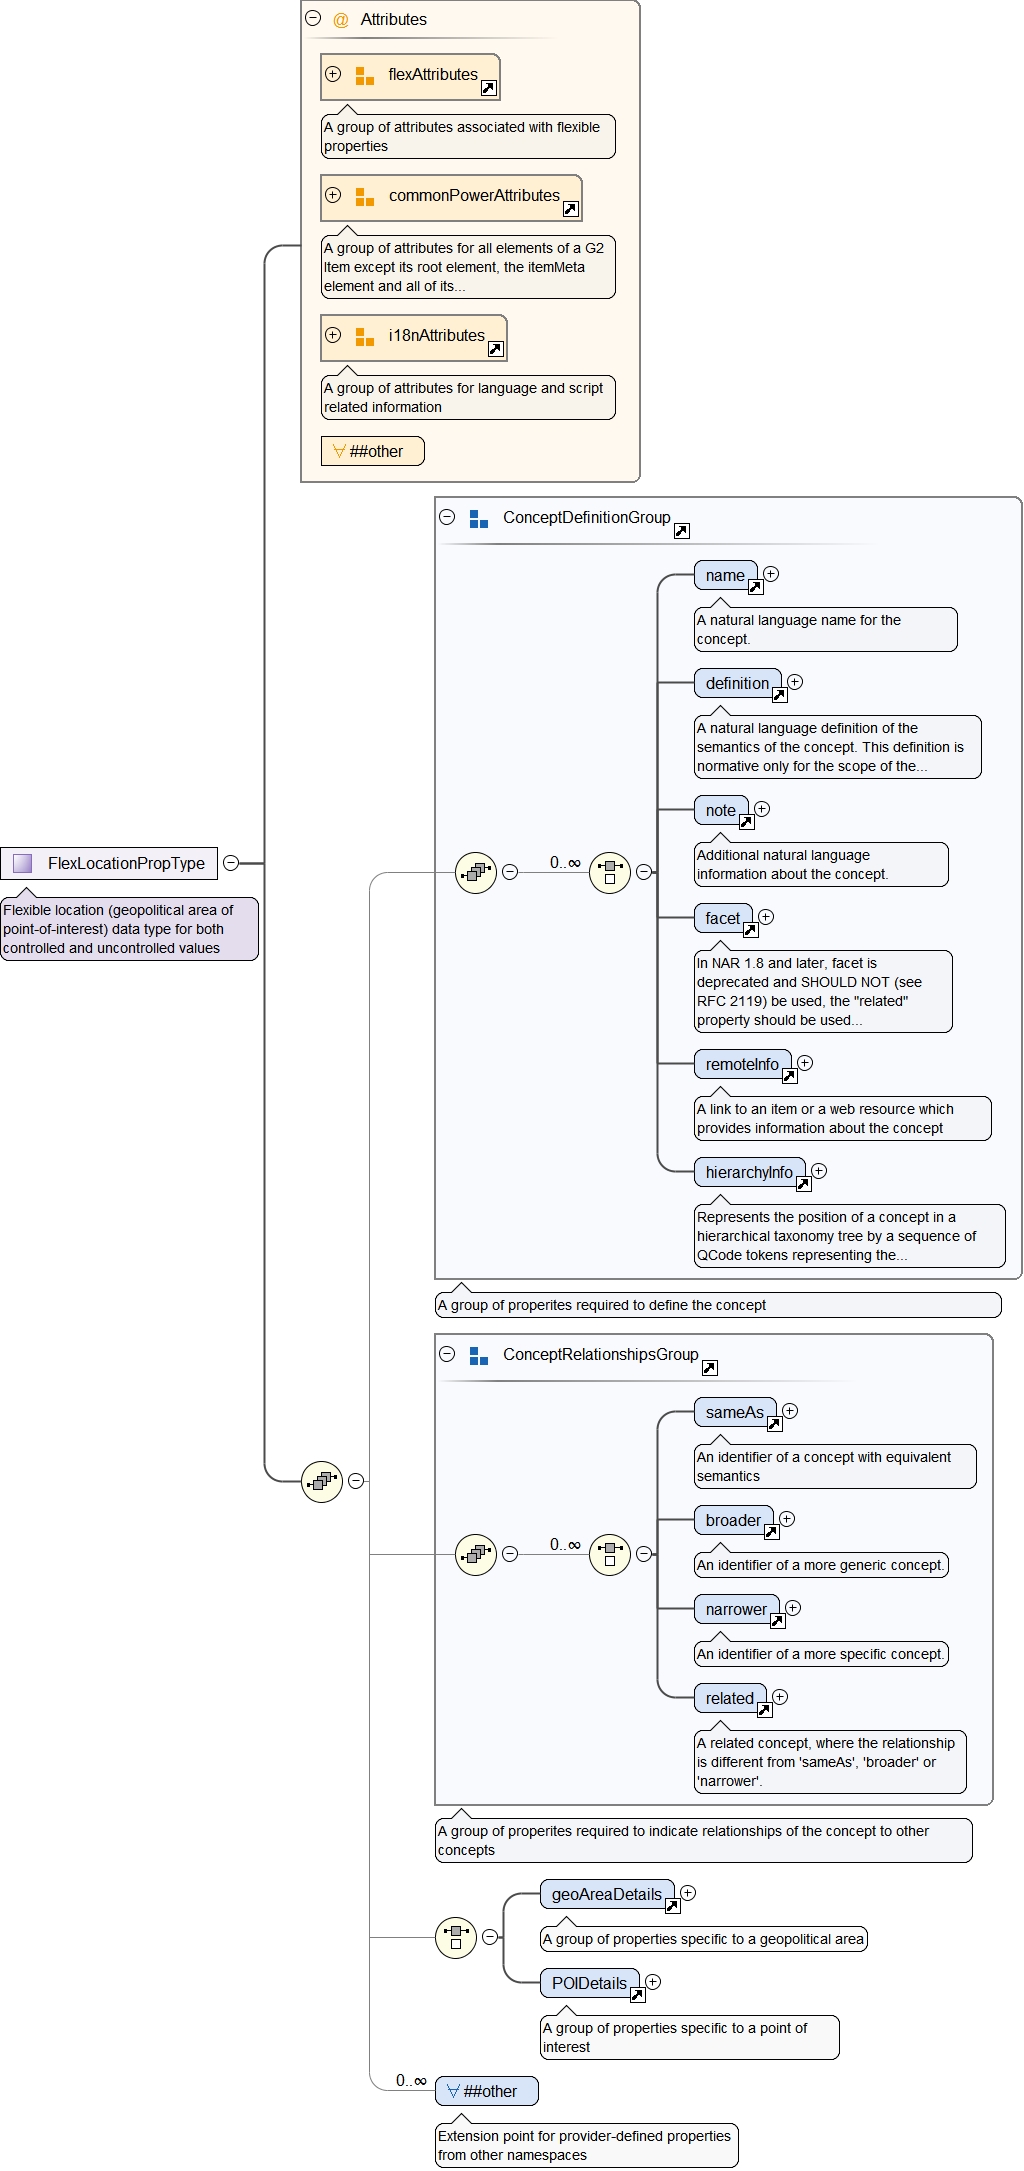 @ Attributes
flexAttributes
A group of attributes associated with flexible
properties
commonPowerAttributes
A group of attributes for all elements of a G2
Item except its root element, the itemMeta
element and all of its...
i18nAttributes
A group of attributes for language and script
related information
##other
ConceptDefinitionGroup
name
A natural language name for the
concept.
definition
A natural language definition of the
semantics of the concept. This definition is
normative only for the scope of the...
note
Additional natural language
information about the concept.
FlexLocationPropType
Flexible location (geopolitical area of
point-of-interest) data type for both
controlled and uncontrolled values
0..∞
facet
In NAR 1.8 and later, facet is
deprecated and SHOULD NOT (see
RFC 2119) be used, the "related"
property should be used...
remoteInfo
A link to an item or a web resource which
provides information about the concept
hierarchyInfo
Represents the position of a concept in a
hierarchical taxonomy tree by a sequence of
QCode tokens representing the...
A group of properites required to define the concept
ConceptRelationshipsGroup
sameAs
An identifier of a concept with equivalent
semantics
broader
0..∞
An identifier of a more generic concept.
narrower
An identifier of a more specific concept.
related
A related concept, where the relationship
is different from 'sameAs', 'broader' or
'narrower'.
A group of properites required to indicate relationships of the concept to other
concepts
geoAreaDetails
A group of properties specific to a geopolitical area
POIDetails
A group of properties specific to a point of
interest
0..∞
##other
Extension point for provider-defined properties
from other namespaces